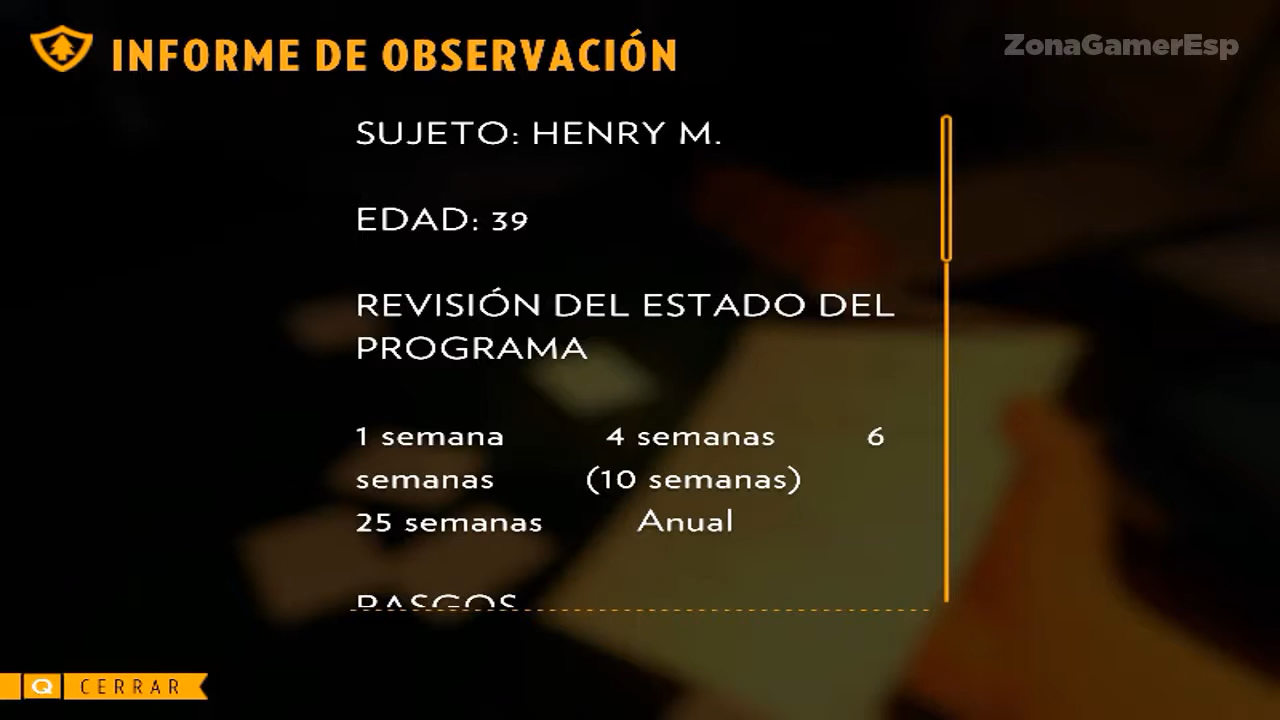 INFORME DE OBSERVACIÓN
ZonaGamerEsp
SUJETO: HENRY M.
EDAD: 39
REVISIÓN DEL ESTADO DEL
PROGRAMA
1 semana 4 semanas 6
semanas (10 semanas)
25 semanas Anual
RASGOS
Q CERRAR